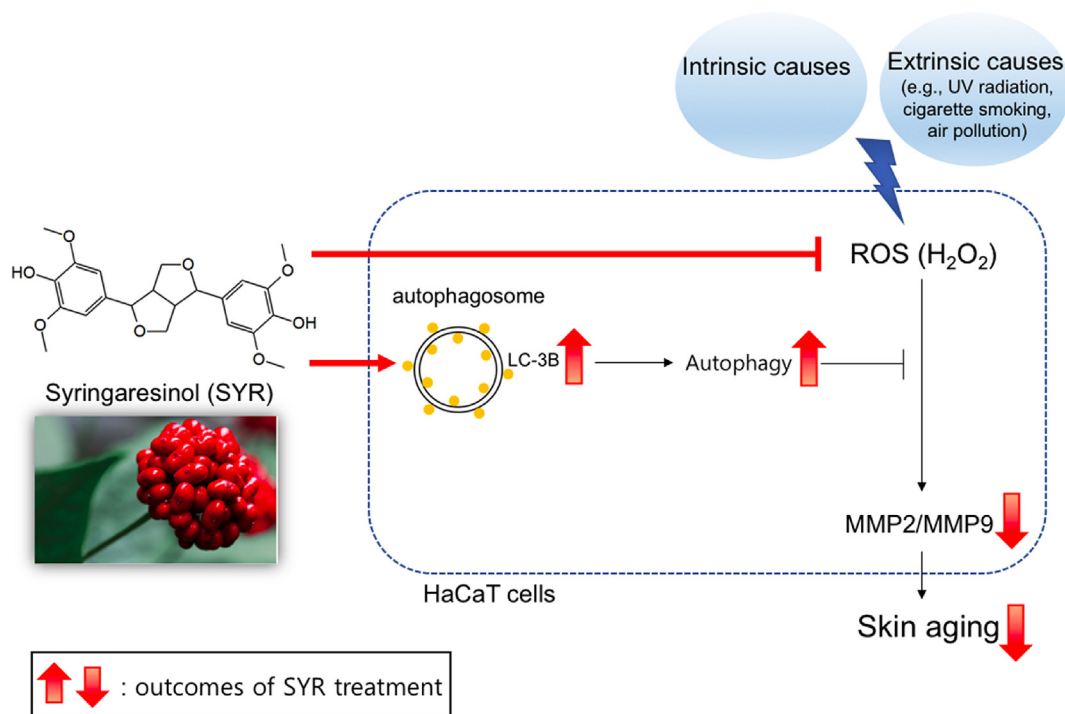 Intrinsic causes
Extrinsic causes
(e.g., UV radiation,
cigarette smoking,
air pollution)
ROS (H₂O₂)
O
O
HO
O
O
OH
O
O
autophagosome
LC-3B
Autophagy
Syringaresinol (SYR)
MMP2/MMP9
HaCaT cells
Skin aging
: outcomes of SYR treatment